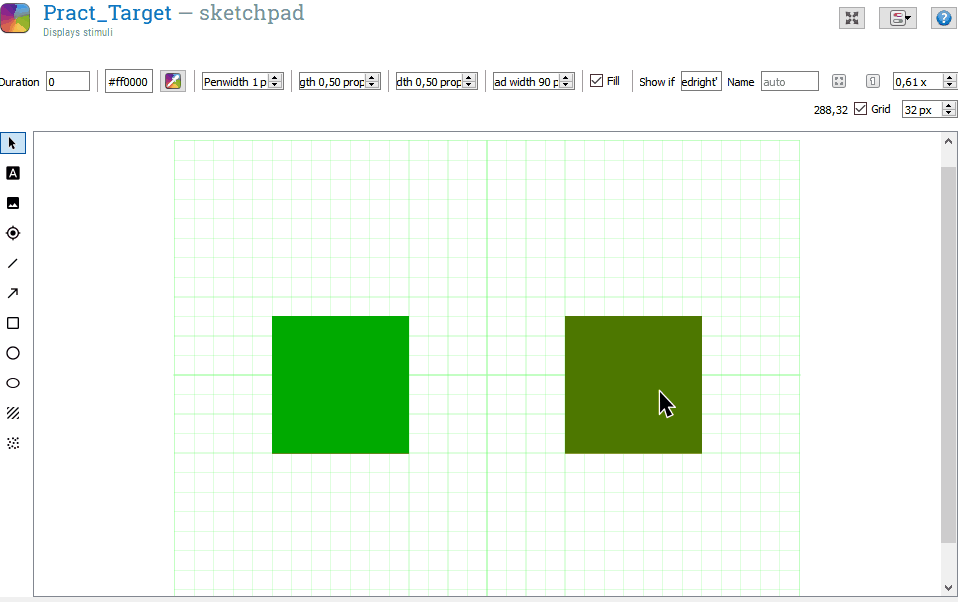 Pract_Target — sketchpad
Displays stimuli
Duration 0 #ff0000 Penwidth 1 p gth 0,50 prop dth 0,50 prop ad width 90 p Fill Show if edright' Name auto 0,61 x
288,32 Grid 32 px
A